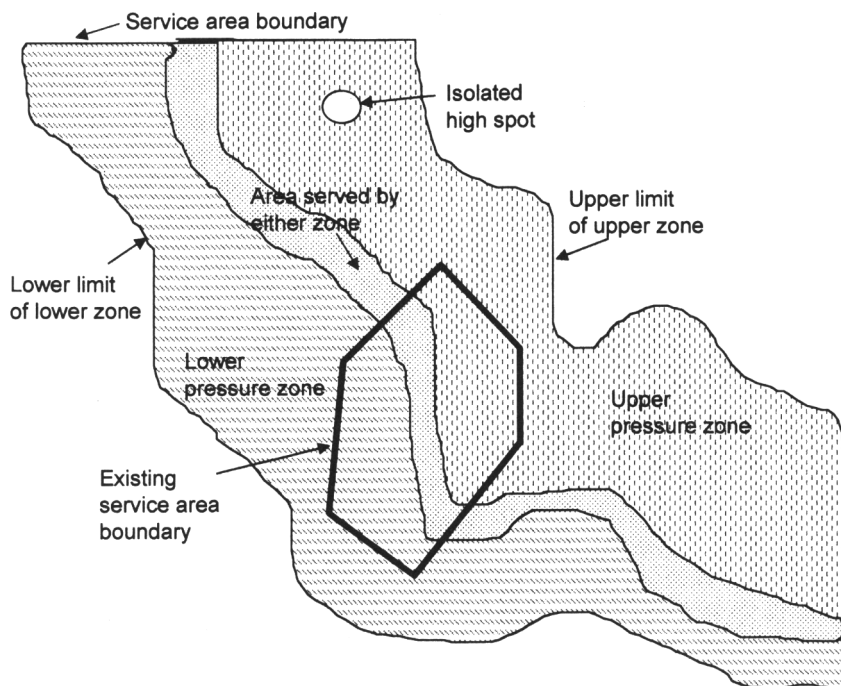 Service area boundary
Isolated
high spot
Area served by
either zone
Upper limit
of upper zone
Lower limit
of lower zone
Lower
pressure zone
Upper
pressure zone
Existing
service area
boundary